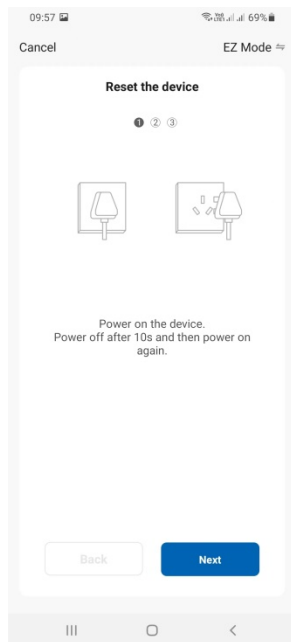 09:57 69%
Cancel EZ Mode
Reset the device
1 2 3
Power on the device.
Power off after 10s and then power on
again.
Back Next